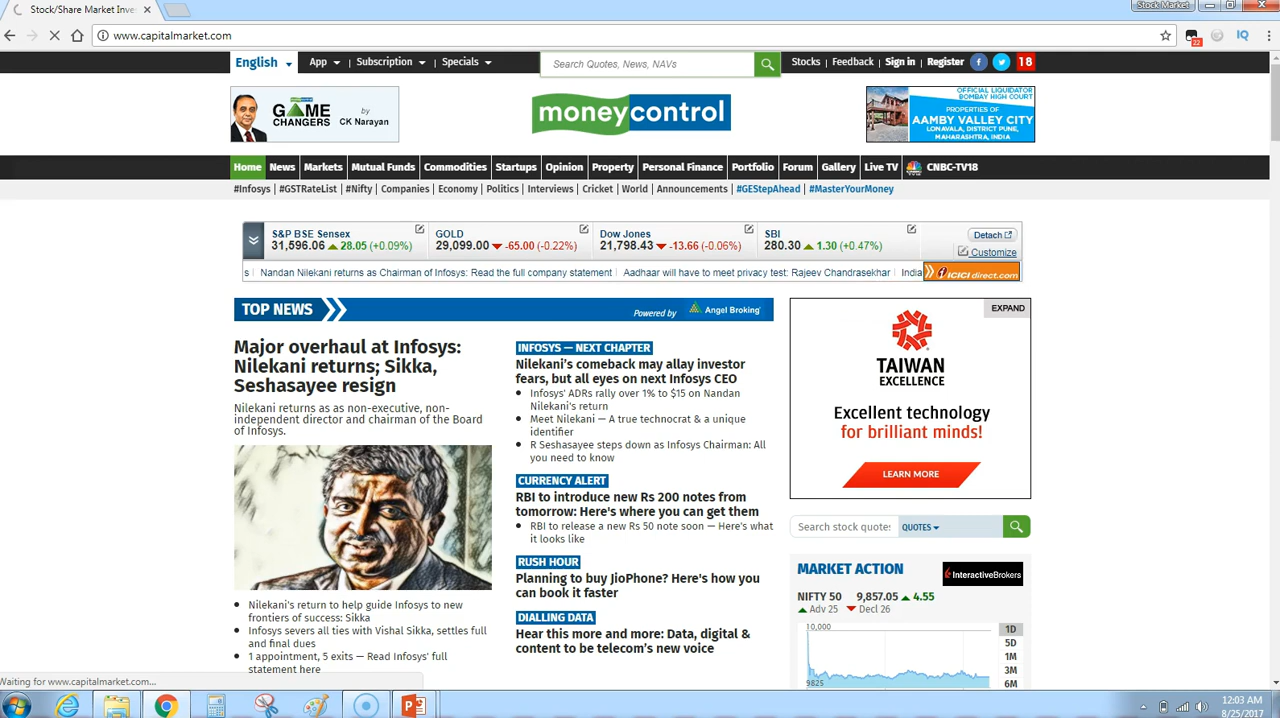 Stock/Share Market Inve
Stock Market
www.capitalmarket.com
22
IQ
English
App
Subscription
Specials
Search Quotes, News, NAVs
Stocks
Feedback
Sign in
Register
18
GAME CHANGERS
by CK Narayan
moneycontrol
OFFICIAL LIQUIDATOR
BOMBAY HIGH COURT
PROPERTIES OF
AAMBY VALLEY CITY
LONAVALA, DISTRICT PUNE,
MAHARASHTRA, INDIA
Home News Markets Mutual Funds Commodities Startups Opinion Property Personal Finance Portfolio Forum Gallery Live TV CNBC-TV18
#Infosys #GSTRateList #Nifty Companies Economy Politics Interviews Cricket World Announcements #GEStepAhead #MasterYourMoney
S&P BSE Sensex
31,596.06 28.05 (+0.09%)
GOLD
29,099.00 -65.00 (-0.22%)
Dow Jones
21,798.43 -13.66 (-0.06%)
SBI
280.30 1.30 (+0.47%)
Detach
Customize
s | Nandan Nilekani returns as Chairman of Infosys: Read the full company statement | Aadhaar will have to meet privacy test: Rajeev Chandrasekhar | India
ICICI direct.com
TOP NEWS
Powered by Angel Broking
Major overhaul at Infosys:
Nilekani returns; Sikka,
Seshasayee resign
Nilekani returns as as non-executive, non-
independent director and chairman of the Board
of Infosys.
Nilekani's return to help guide Infosys to new
frontiers of success: Sikka
Infosys severs all ties with Vishal Sikka, settles full
and final dues
1 appointment, 5 exits — Read Infosys' full
statement here
INFOSYS — NEXT CHAPTER
Nilekani's comeback may allay investor
fears, but all eyes on next Infosys CEO
Infosys' ADRs rally over 1% to $15 on Nandan
Nilekani's return
Meet Nilekani — A true technocrat & a unique
identifier
R Seshasayee steps down as Infosys Chairman: All
you need to know
CURRENCY ALERT
RBI to introduce new Rs 200 notes from
tomorrow: Here's where you can get them
RBI to release a new Rs 50 note soon — Here's what
it looks like
RUSH HOUR
Planning to buy JioPhone? Here's how you
can book it faster
DIALLING DATA
Hear this more and more: Data, digital &
content to be telecom's new voice
EXPAND
TAIWAN
EXCELLENCE
Excellent technology
for brilliant minds!
LEARN MORE
Search stock quote: QUOTES
MARKET ACTION
InteractiveBrokers
NIFTY 50 9,857.05 4.55
Adv 25 Decl 26
10,000
9825
1D
5D
1M
3M
6M
Waiting for www.capitalmarket.com...
12:03 AM
8/25/2017